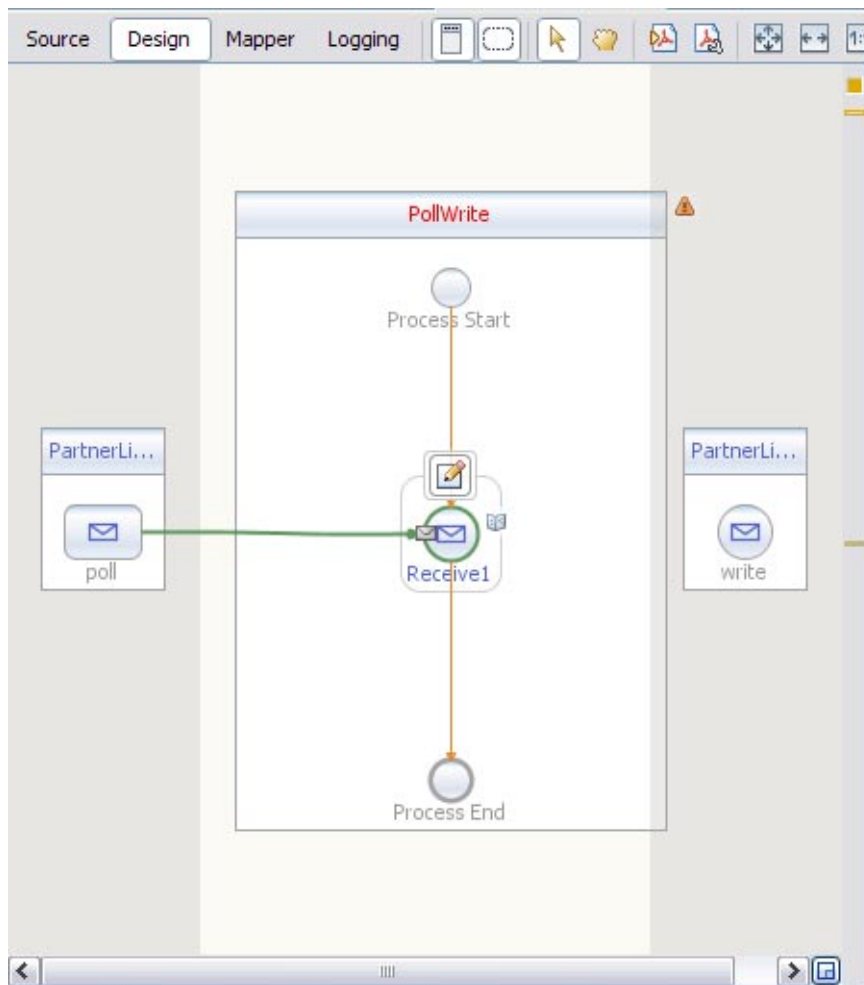 Source Design Mapper Logging
PollWrite
Process Start
PartnerLi...
PartnerLi...
poll
Receive1
write
Process End